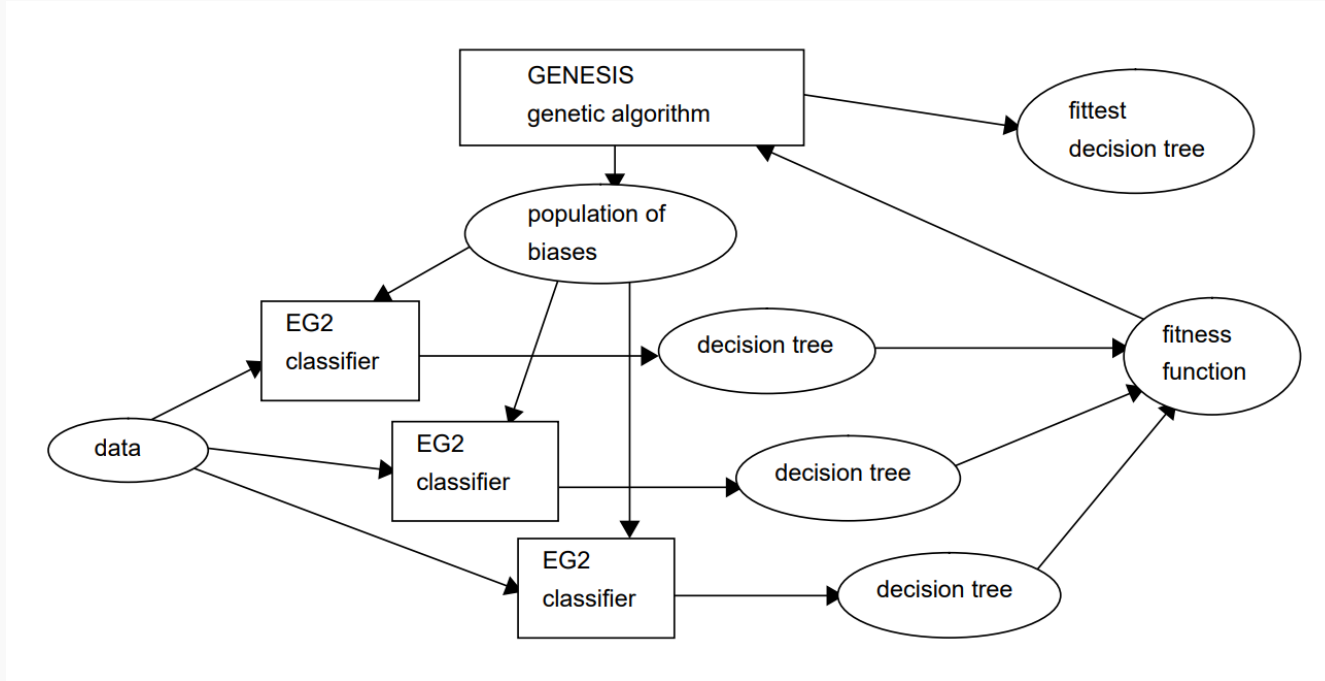 GENESIS
genetic algorithm
fittest
decision tree
population of
biases
EG2
classifier
decision tree
fitness
function
data
EG2
classifier
decision tree
EG2
classifier
decision tree